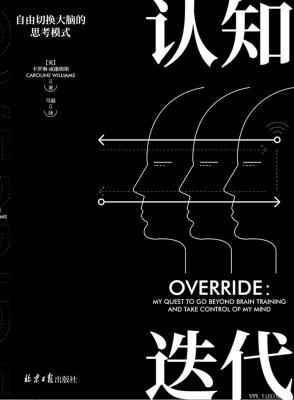 认知
自由切换大脑的
思考模式
[英]
卡罗琳·威廉姆斯
CAROLINE WILLIAMS
著
马磊
译
OVERRIDE:
MY QUEST TO GO BEYOND BRAIN TRAINING
AND TAKE CONTROL OF MY MIND
迭代
北京日报出版社